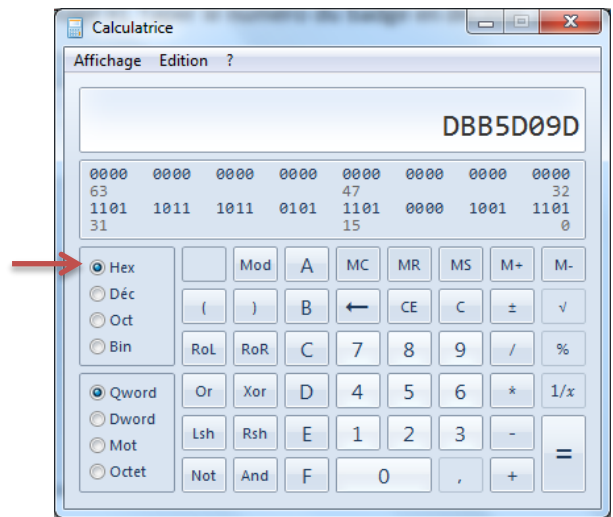 Calculatrice
Affichage Edition ?
DBB5D09D
0000 0000 0000 0000 0000 0000 0000 0000
63 47 32
1101 1011 1011 0101 1101 0000 1001 1101
31 15 0
Hex Mod A MC MR MS M+ M-
Déc ( ) B ← CE C ± √
Oct
Bin RoL RoR C 7 8 9 / %
Qword Or Xor D 4 5 6 * 1/x
Dword Lsh Rsh E 1 2 3 - =
Mot
Octet Not And F 0 , +